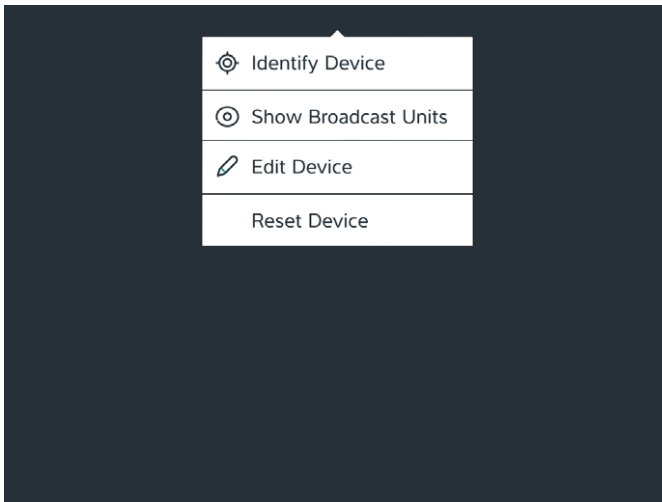 Identify Device
Show Broadcast Units
Edit Device
Reset Device